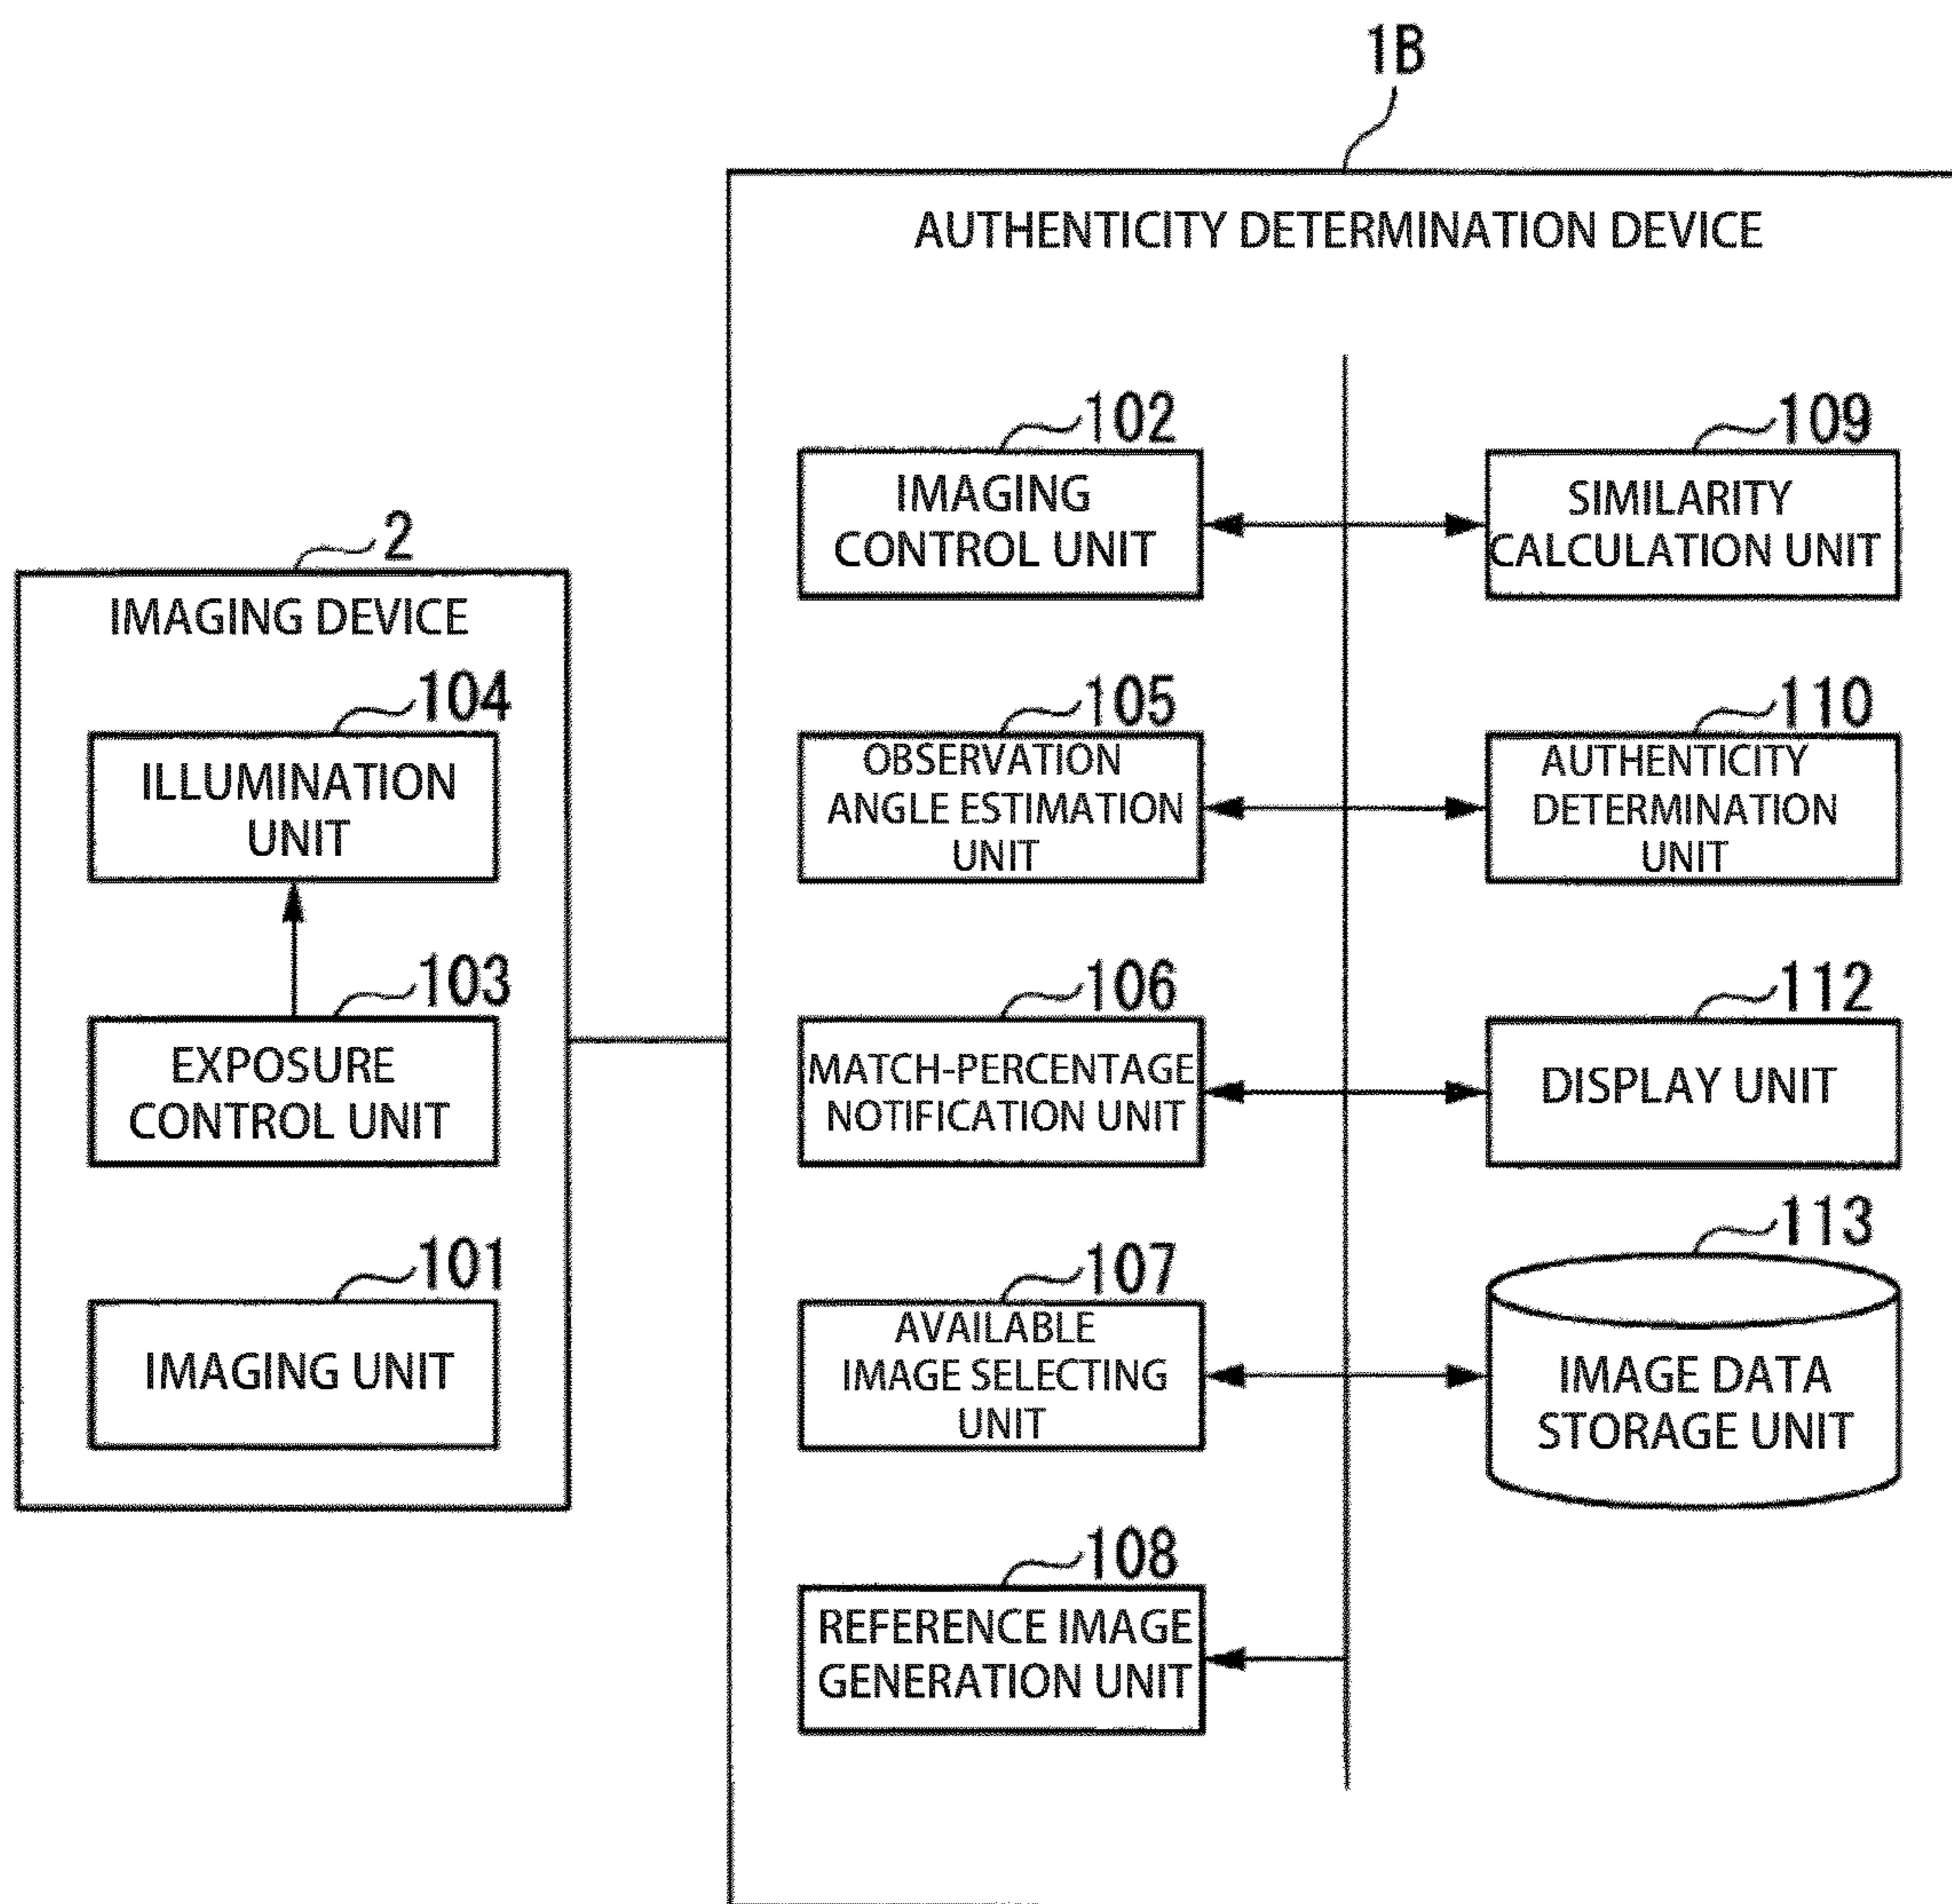 1B
AUTHENTICITY DETERMINATION DEVICE
2
IMAGING DEVICE
104
ILLUMINATION
UNIT
103
EXPOSURE
CONTROL UNIT
101
IMAGING UNIT
102
IMAGING
CONTROL UNIT
105
OBSERVATION
ANGLE ESTIMATION
UNIT
106
MATCH-PERCENTAGE
NOTIFICATION UNIT
107
AVAILABLE
IMAGE SELECTING
UNIT
108
REFERENCE IMAGE
GENERATION UNIT
109
SIMILARITY
CALCULATION UNIT
110
AUTHENTICITY
DETERMINATION
UNIT
112
DISPLAY UNIT
113
IMAGE DATA
STORAGE UNIT